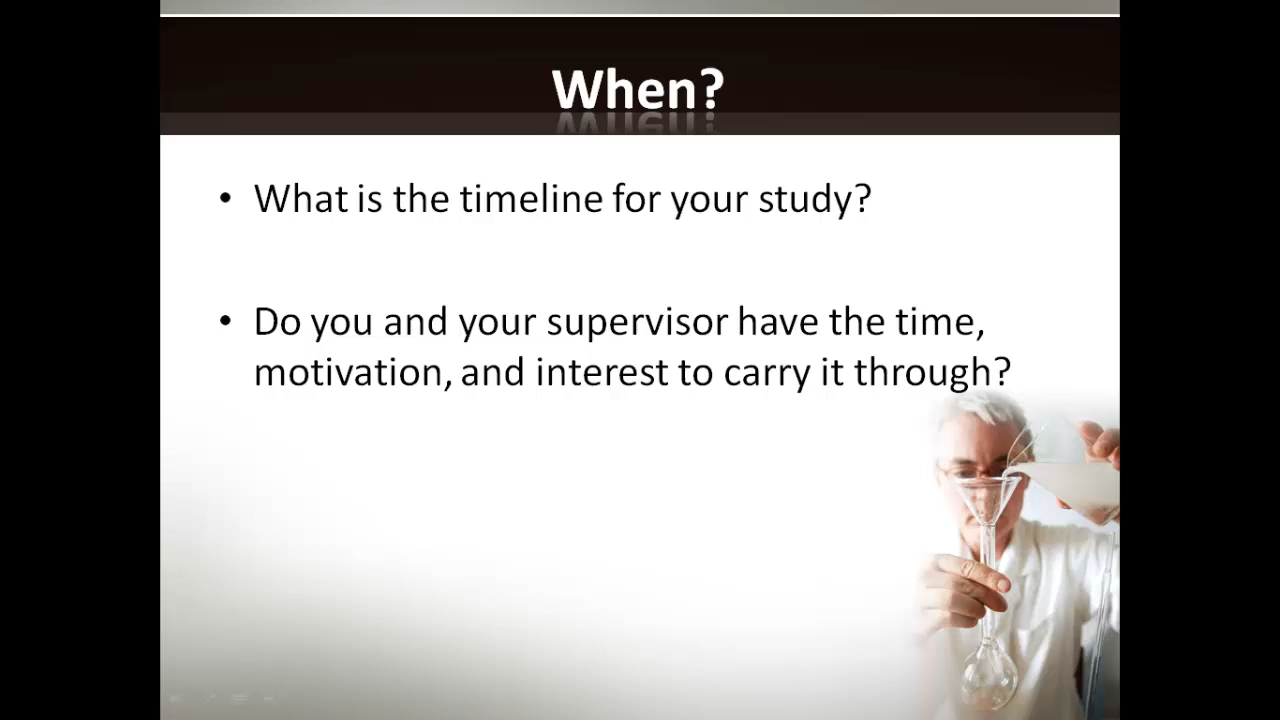 When?
• What is the timeline for your study?
• Do you and your supervisor have the time,
motivation, and interest to carry it through?